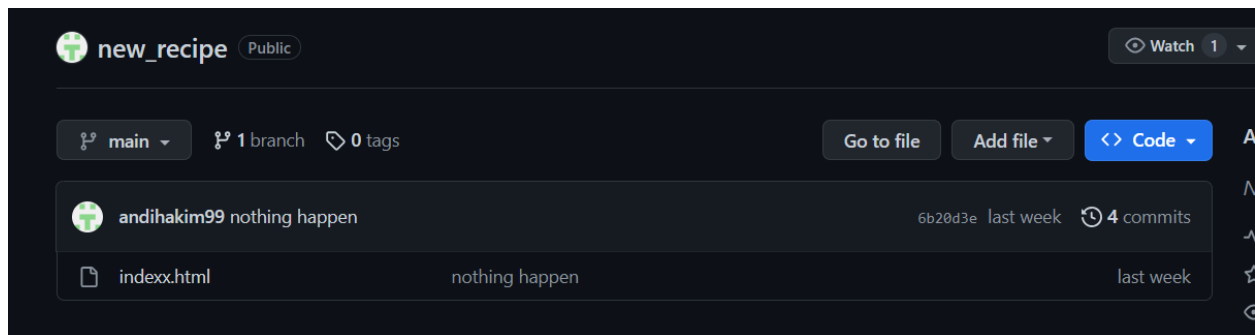 new_recipe Public Watch 1
main 1 branch 0 tags Go to file Add file Code
andihakim99 nothing happen 6b20d3e last week 4 commits
indexx.html nothing happen last week